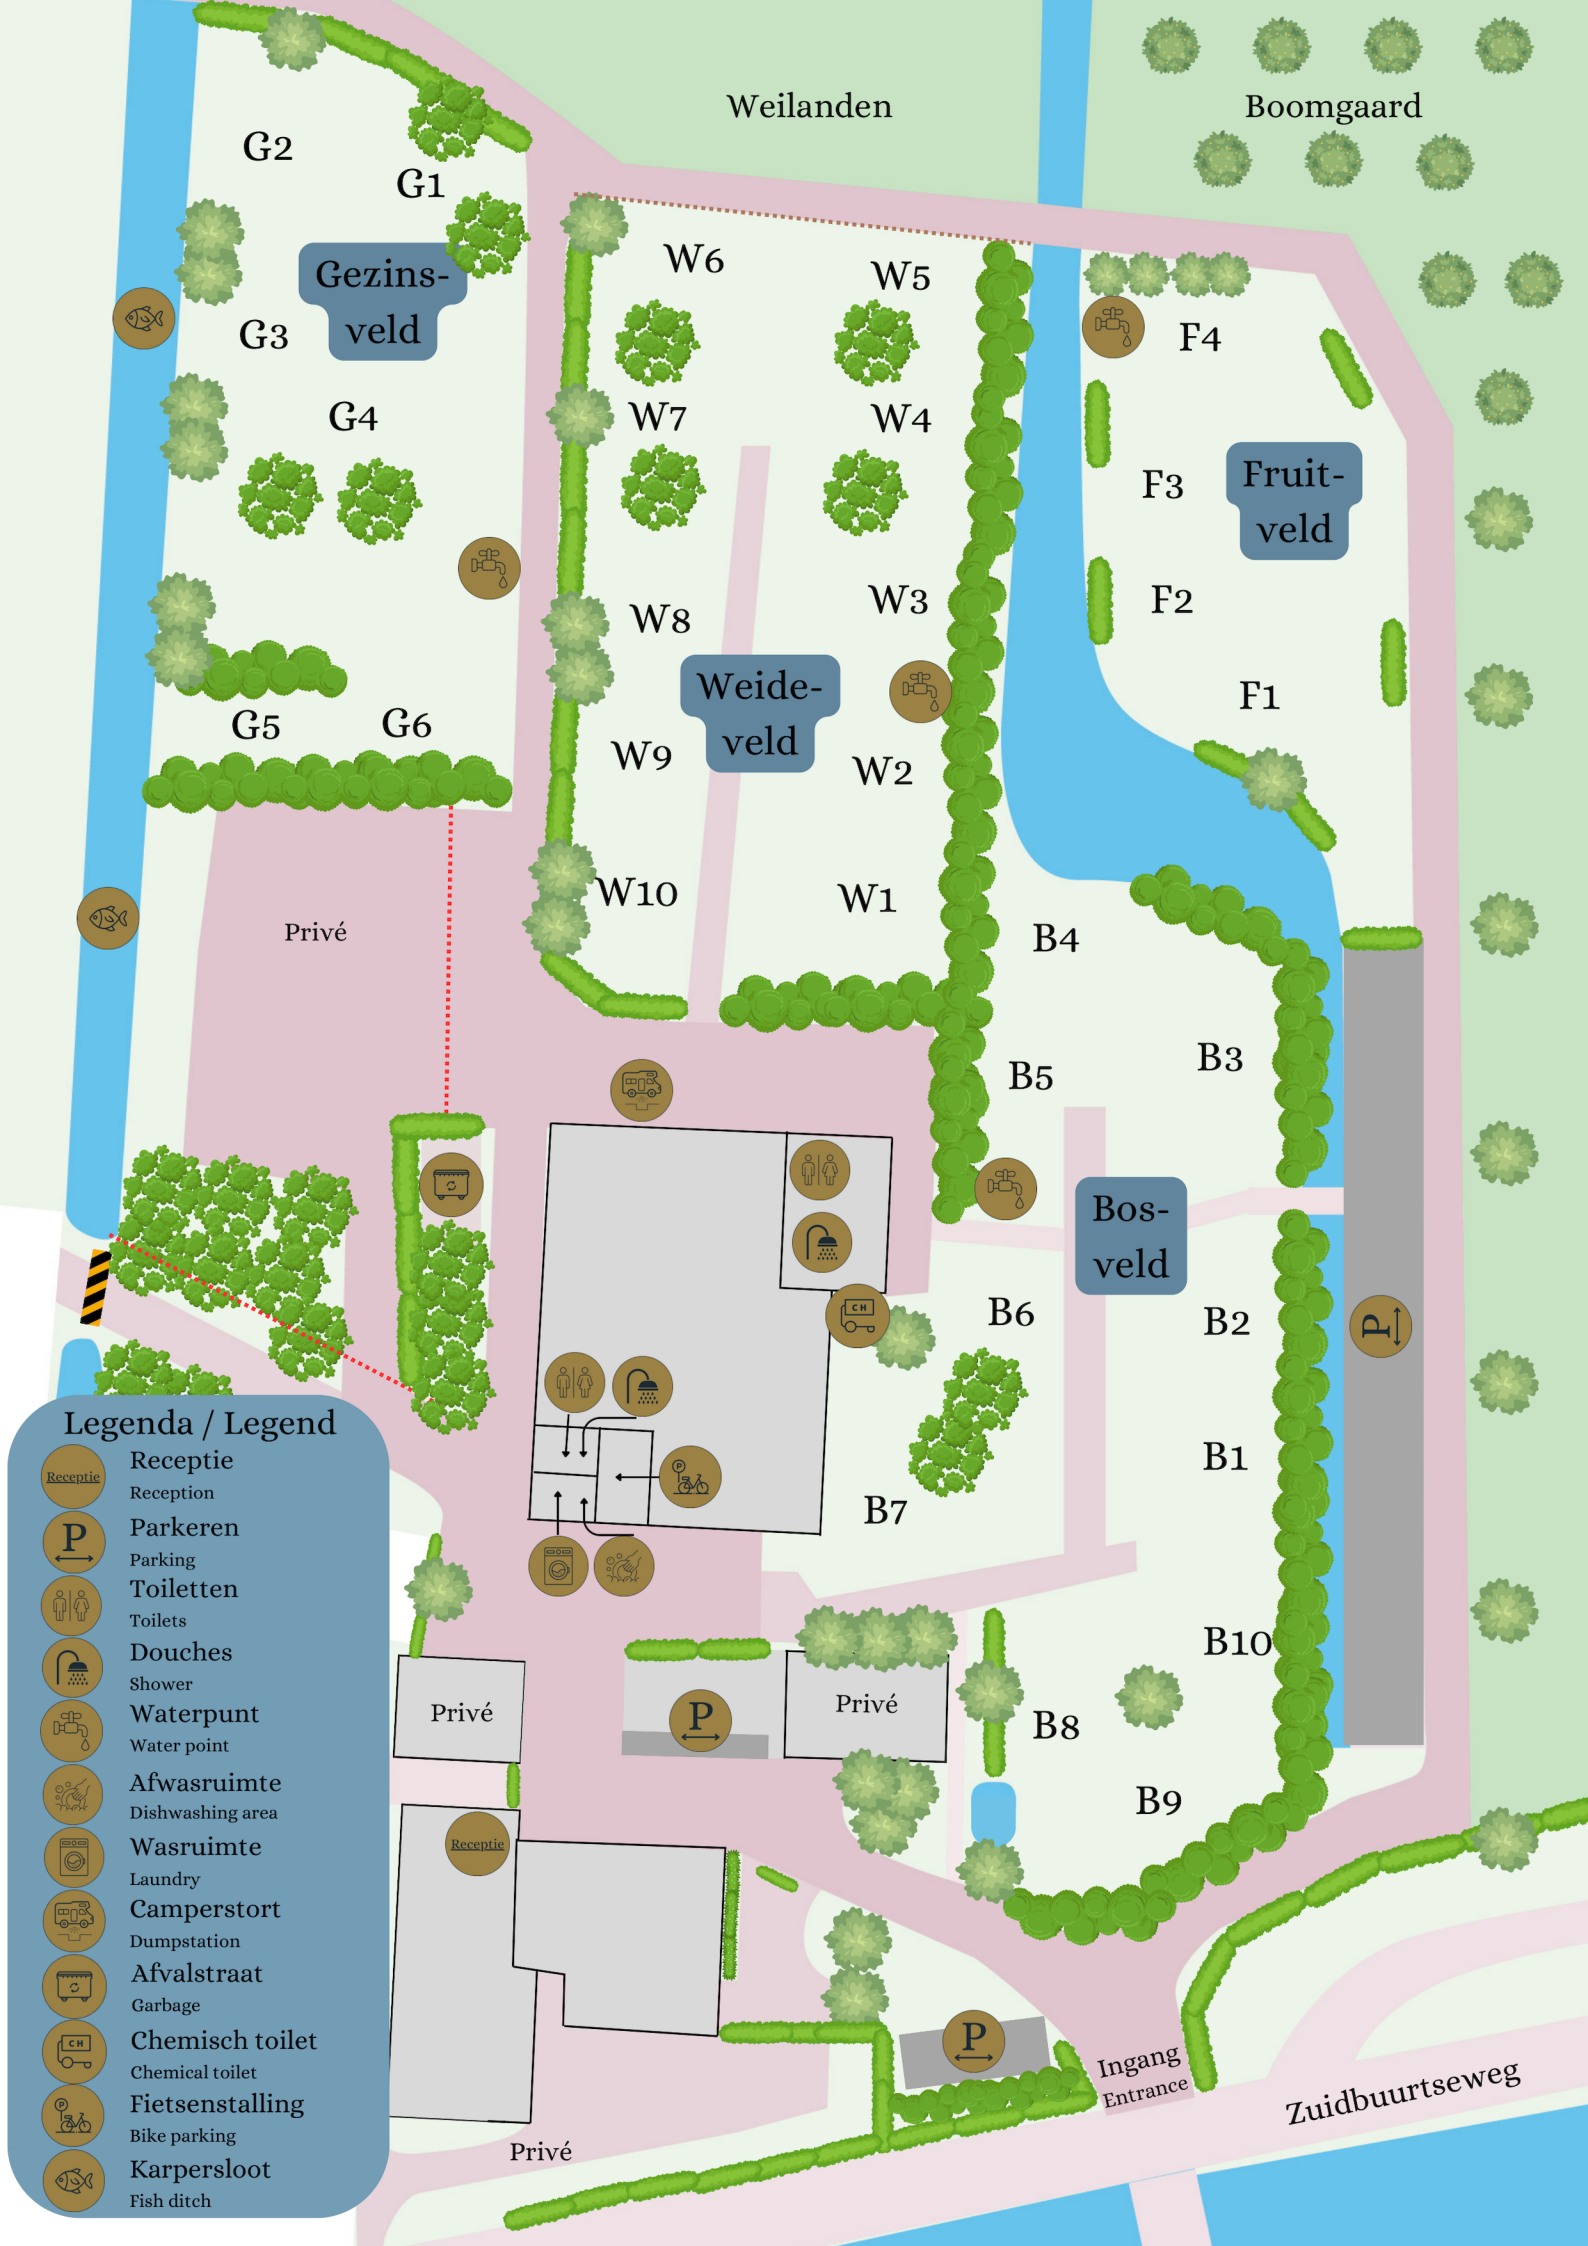 Weilanden
Boomgaard
G2
G1
Gezins-
veld
G3
G4
G5
G6
W6
W5
W7
W4
W8
W3
Weide-
veld
W9
W2
W10
W1
F4
F3
Fruit-
veld
F2
F1
Privé
B4
B3
B5
Bos-
veld
B6
B2
B1
B7
B10
B8
B9
CH
P
P
Privé
P
Privé
Receptie
P
Ingang
Entrance
Zuidbuurtseweg
Privé
Legenda / Legend
Receptie
Receptie
Reception
P
Parkeren
Parking
Toiletten
Toilets
Douches
Shower
Waterpunt
Water point
Afwasruimte
Dishwashing area
Wasruimte
Laundry
Camperstort
Dumpstation
Afvalstraat
Garbage
CH
Chemisch toilet
Chemical toilet
P
Fietsenstalling
Bike parking
Karpersloot
Fish ditch